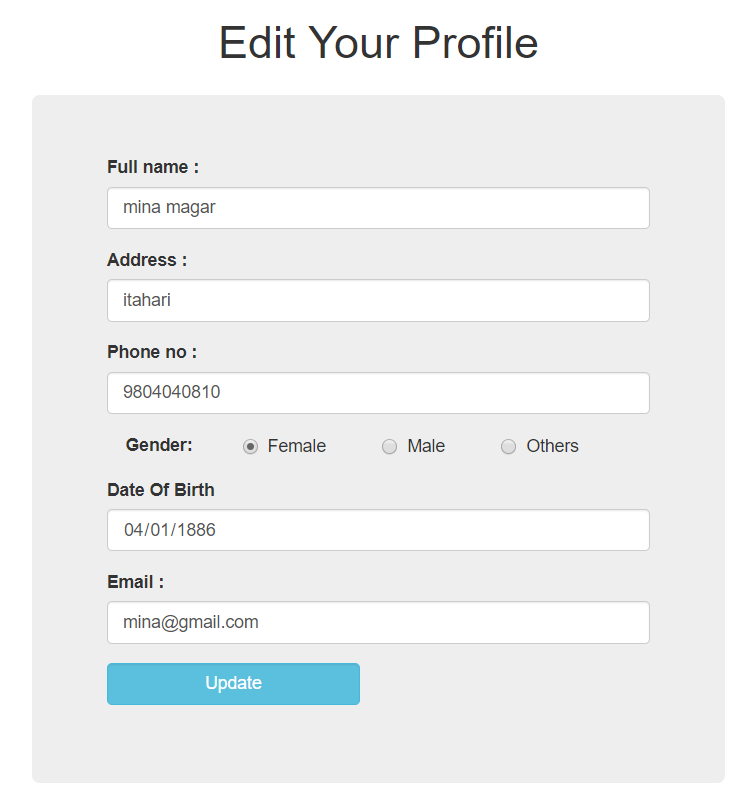 Edit Your Profile
Full name :
mina magar
Address :
itahari
Phone no :
9804040810
Gender: Female Male Others
Date Of Birth
04/01/1886
Email :
mina@gmail.com
Update